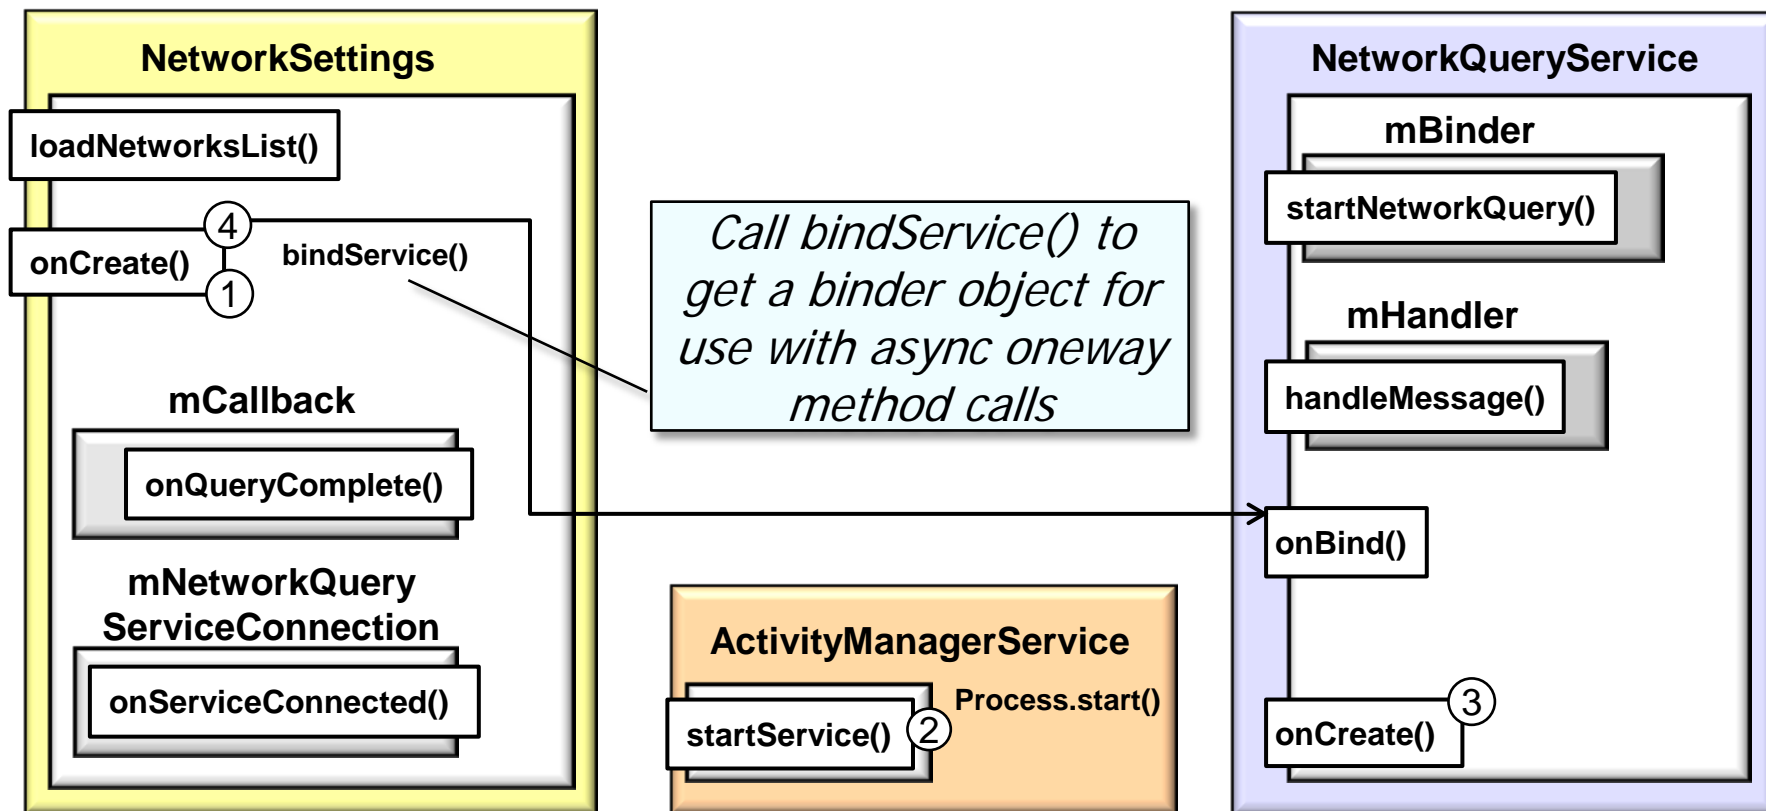 NetworkSettings
loadNetworksList()
4
onCreate()
bindService()
1
mCallback
onQueryComplete()
mNetworkQuery
ServiceConnection
onServiceConnected()
Call bindService() to
get a binder object for
use with async oneway
method calls
ActivityManagerService
Process.start()
startService()
2
NetworkQueryService
mBinder
startNetworkQuery()
mHandler
handleMessage()
onBind()
3
onCreate()